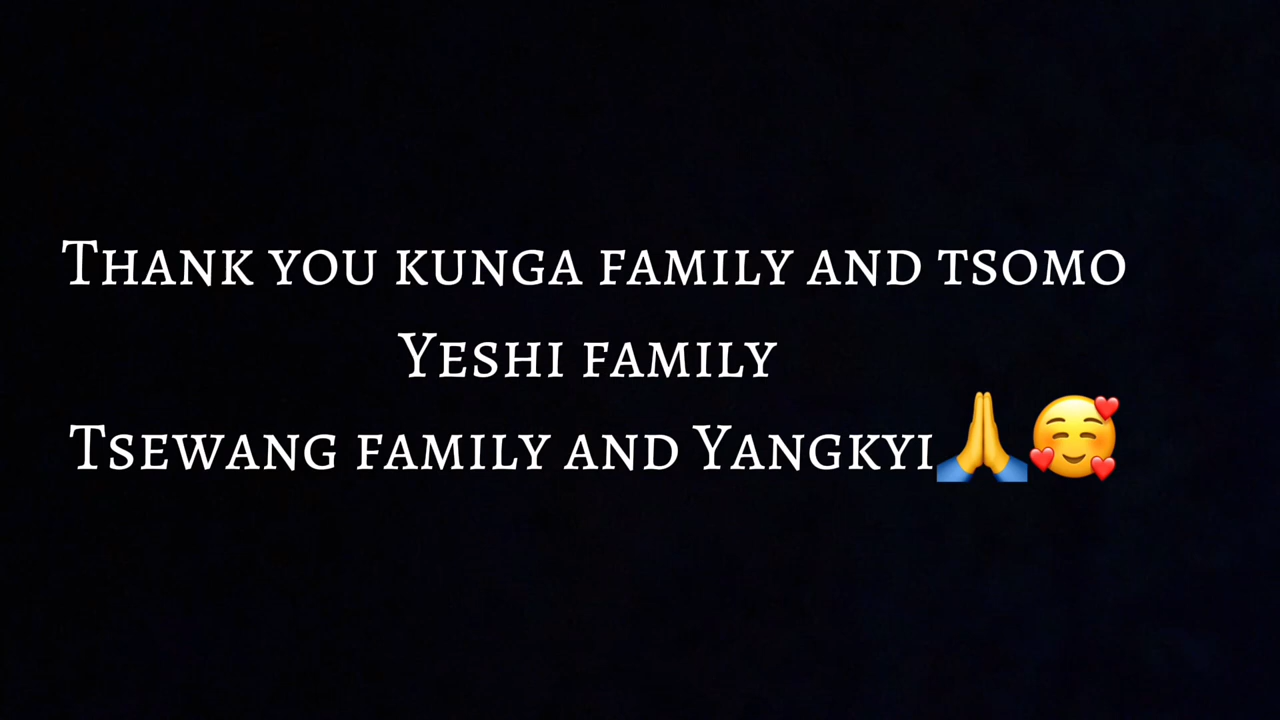 Thank you kunga family and tsomo
Yeshi family
Tsewang family and Yangkyi🙏🥰